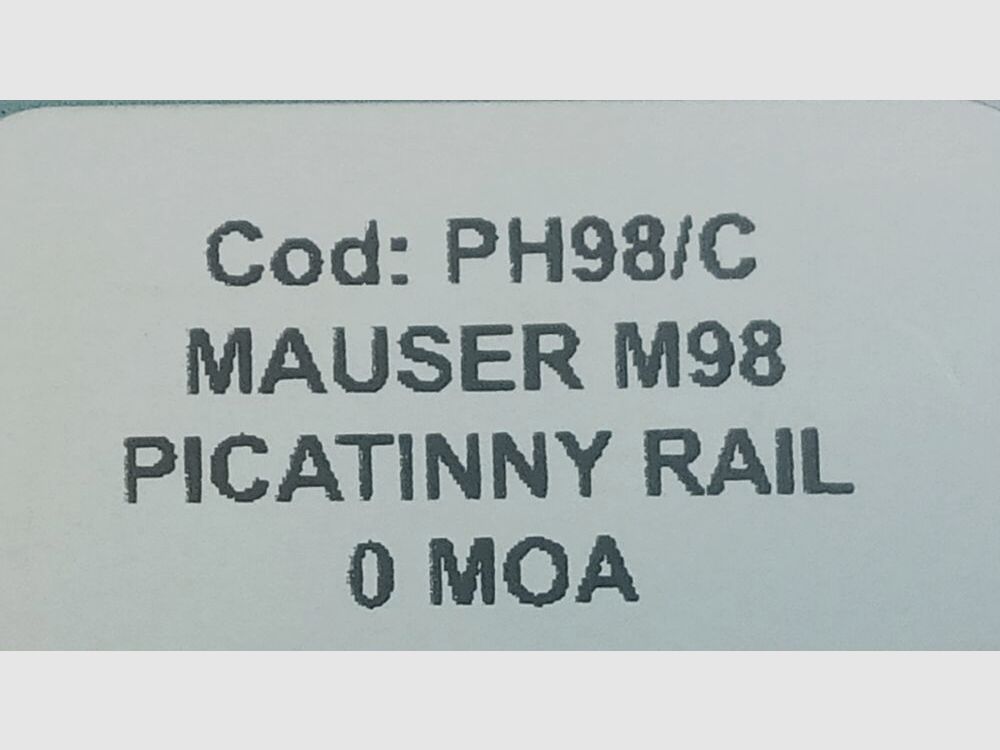 Cod: PH98/C
MAUSER M98
PICATINNY RAIL
0 MOA